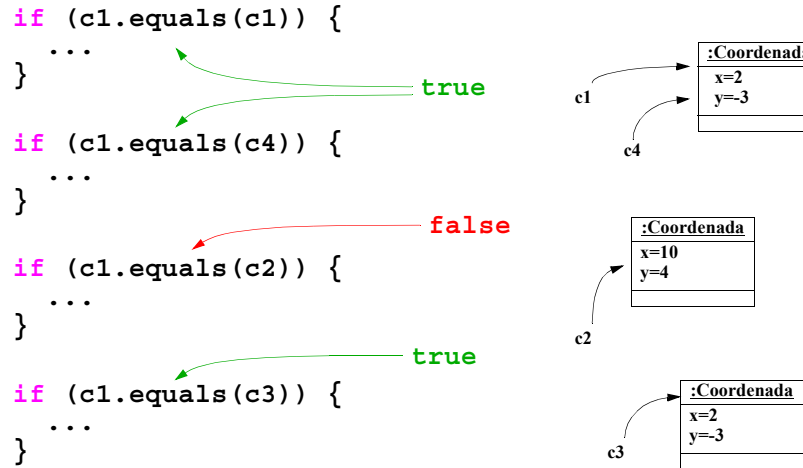 if (c1.equals(c1)) {
...
}
true
if (c1.equals(c4)) {
...
}
false
if (c1.equals(c2)) {
...
}
true
if (c1.equals(c3)) {
...
}
:Coordenada
x=2
y=-3
c1
c4
:Coordenada
x=10
y=4
c2
:Coordenada
x=2
y=-3
c3